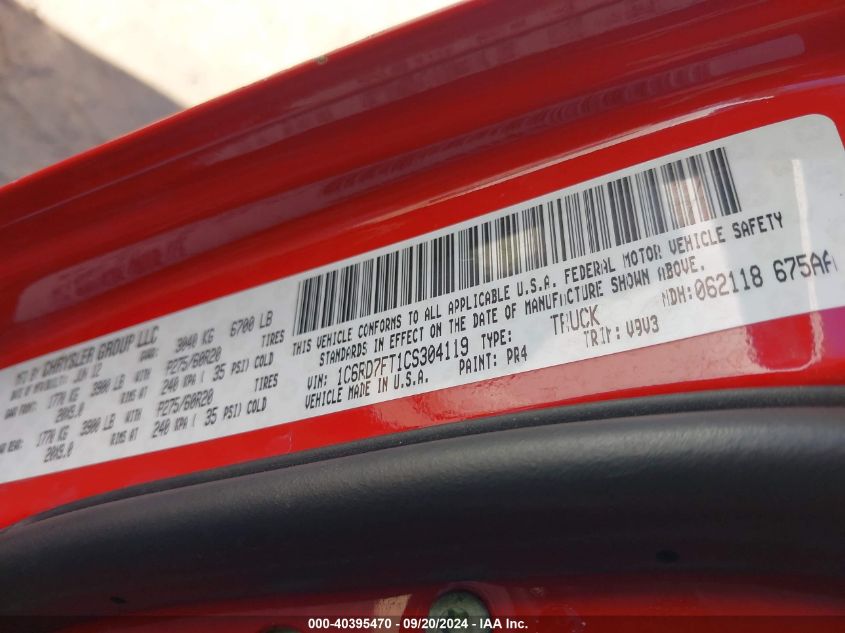 MFD BY CHRYSLER GROUP LLC
DATE OF MFR: JUN 12 GVWR: 3040 KG 6700 LB
GAWR FRONT: 1770 KG 3900 LB WITH P275/60R20 TIRES
20X9.0 RIMS AT 240 KPA ( 35 PSI) COLD
GAWR REAR: 1770 KG 3900 LB WITH P275/60R20 TIRES
20X9.0 RIMS AT 240 KPA ( 35 PSI) COLD
THIS VEHICLE CONFORMS TO ALL APPLICABLE U.S.A. FEDERAL MOTOR VEHICLE SAFETY
STANDARDS IN EFFECT ON THE DATE OF MANUFACTURE SHOWN ABOVE.
VIN: 1C6RD7FT1CS304119 TYPE: TRUCK MDH: 062118 675AA
VEHICLE MADE IN U.S.A. PAINT: PR4 TRIM: V9V3
000-40395470 - 09/20/2024 - IAA Inc.